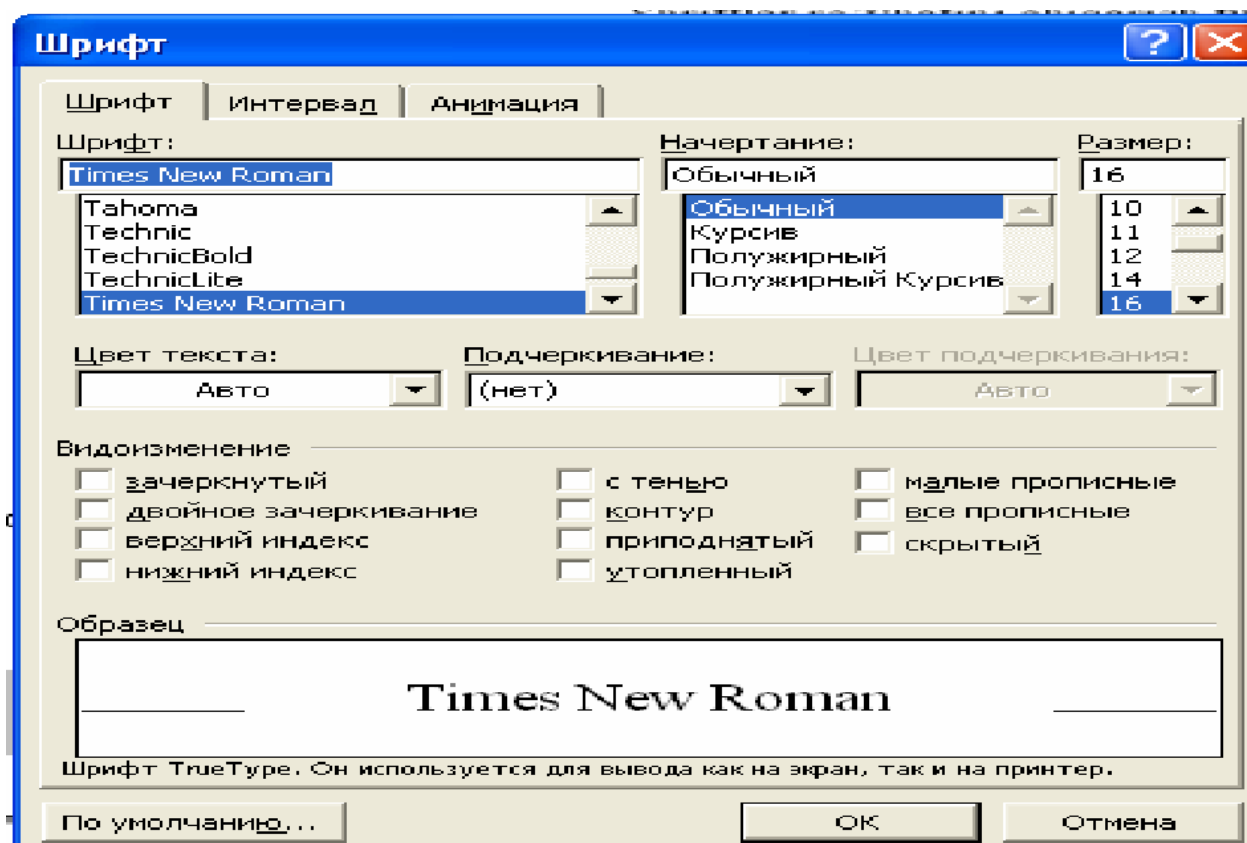 Шрифт
Шрифт Интервал Анимация
Шрифт: Начертание: Размер:
Times New Roman Обычный 16
Tahoma Обычный 10
Technic Курсив 11
TechnicBold Полужирный 12
TechnicLite Полужирный Курсив 14
Times New Roman 16
Цвет текста: Подчеркивание: Цвет подчеркивания:
Авто (нет) Авто
Видоизменение
зачеркнутый с тенью малые прописные
двойное зачеркивание контур все прописные
верхний индекс приподнятый скрытый
нижний индекс утопленный
Образец
Times New Roman
Шрифт TrueType. Он используется для вывода как на экран, так и на принтер.
По умолчанию... ОК Отмена